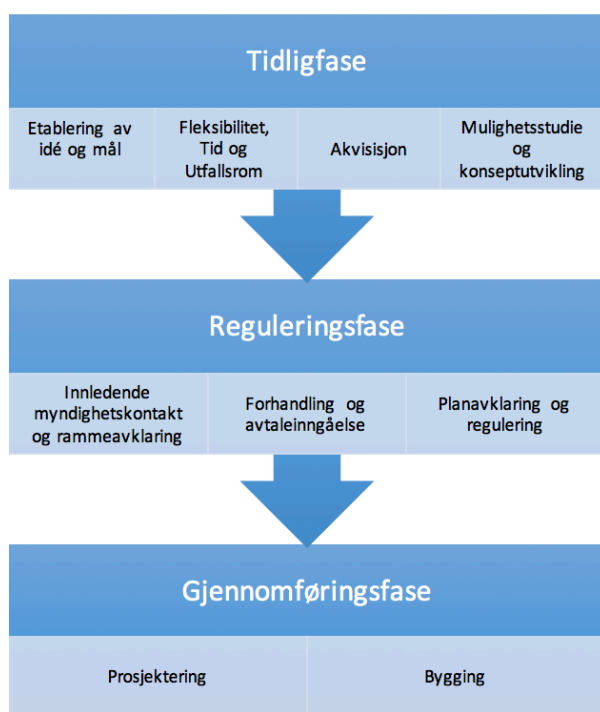 Tidligfase
Etablering av
idé og mål
Fleksibilitet,
Tid og
Utfallsrom
Akvisisjon
Mulighetsstudie
og
konseptutvikling
Reguleringsfase
Innledende
myndighetskontakt
og rammeavklaring
Forhandling og
avtaleinngåelse
Planavklaring og
regulering
Gjennomføringsfase
Prosjektering
Bygging